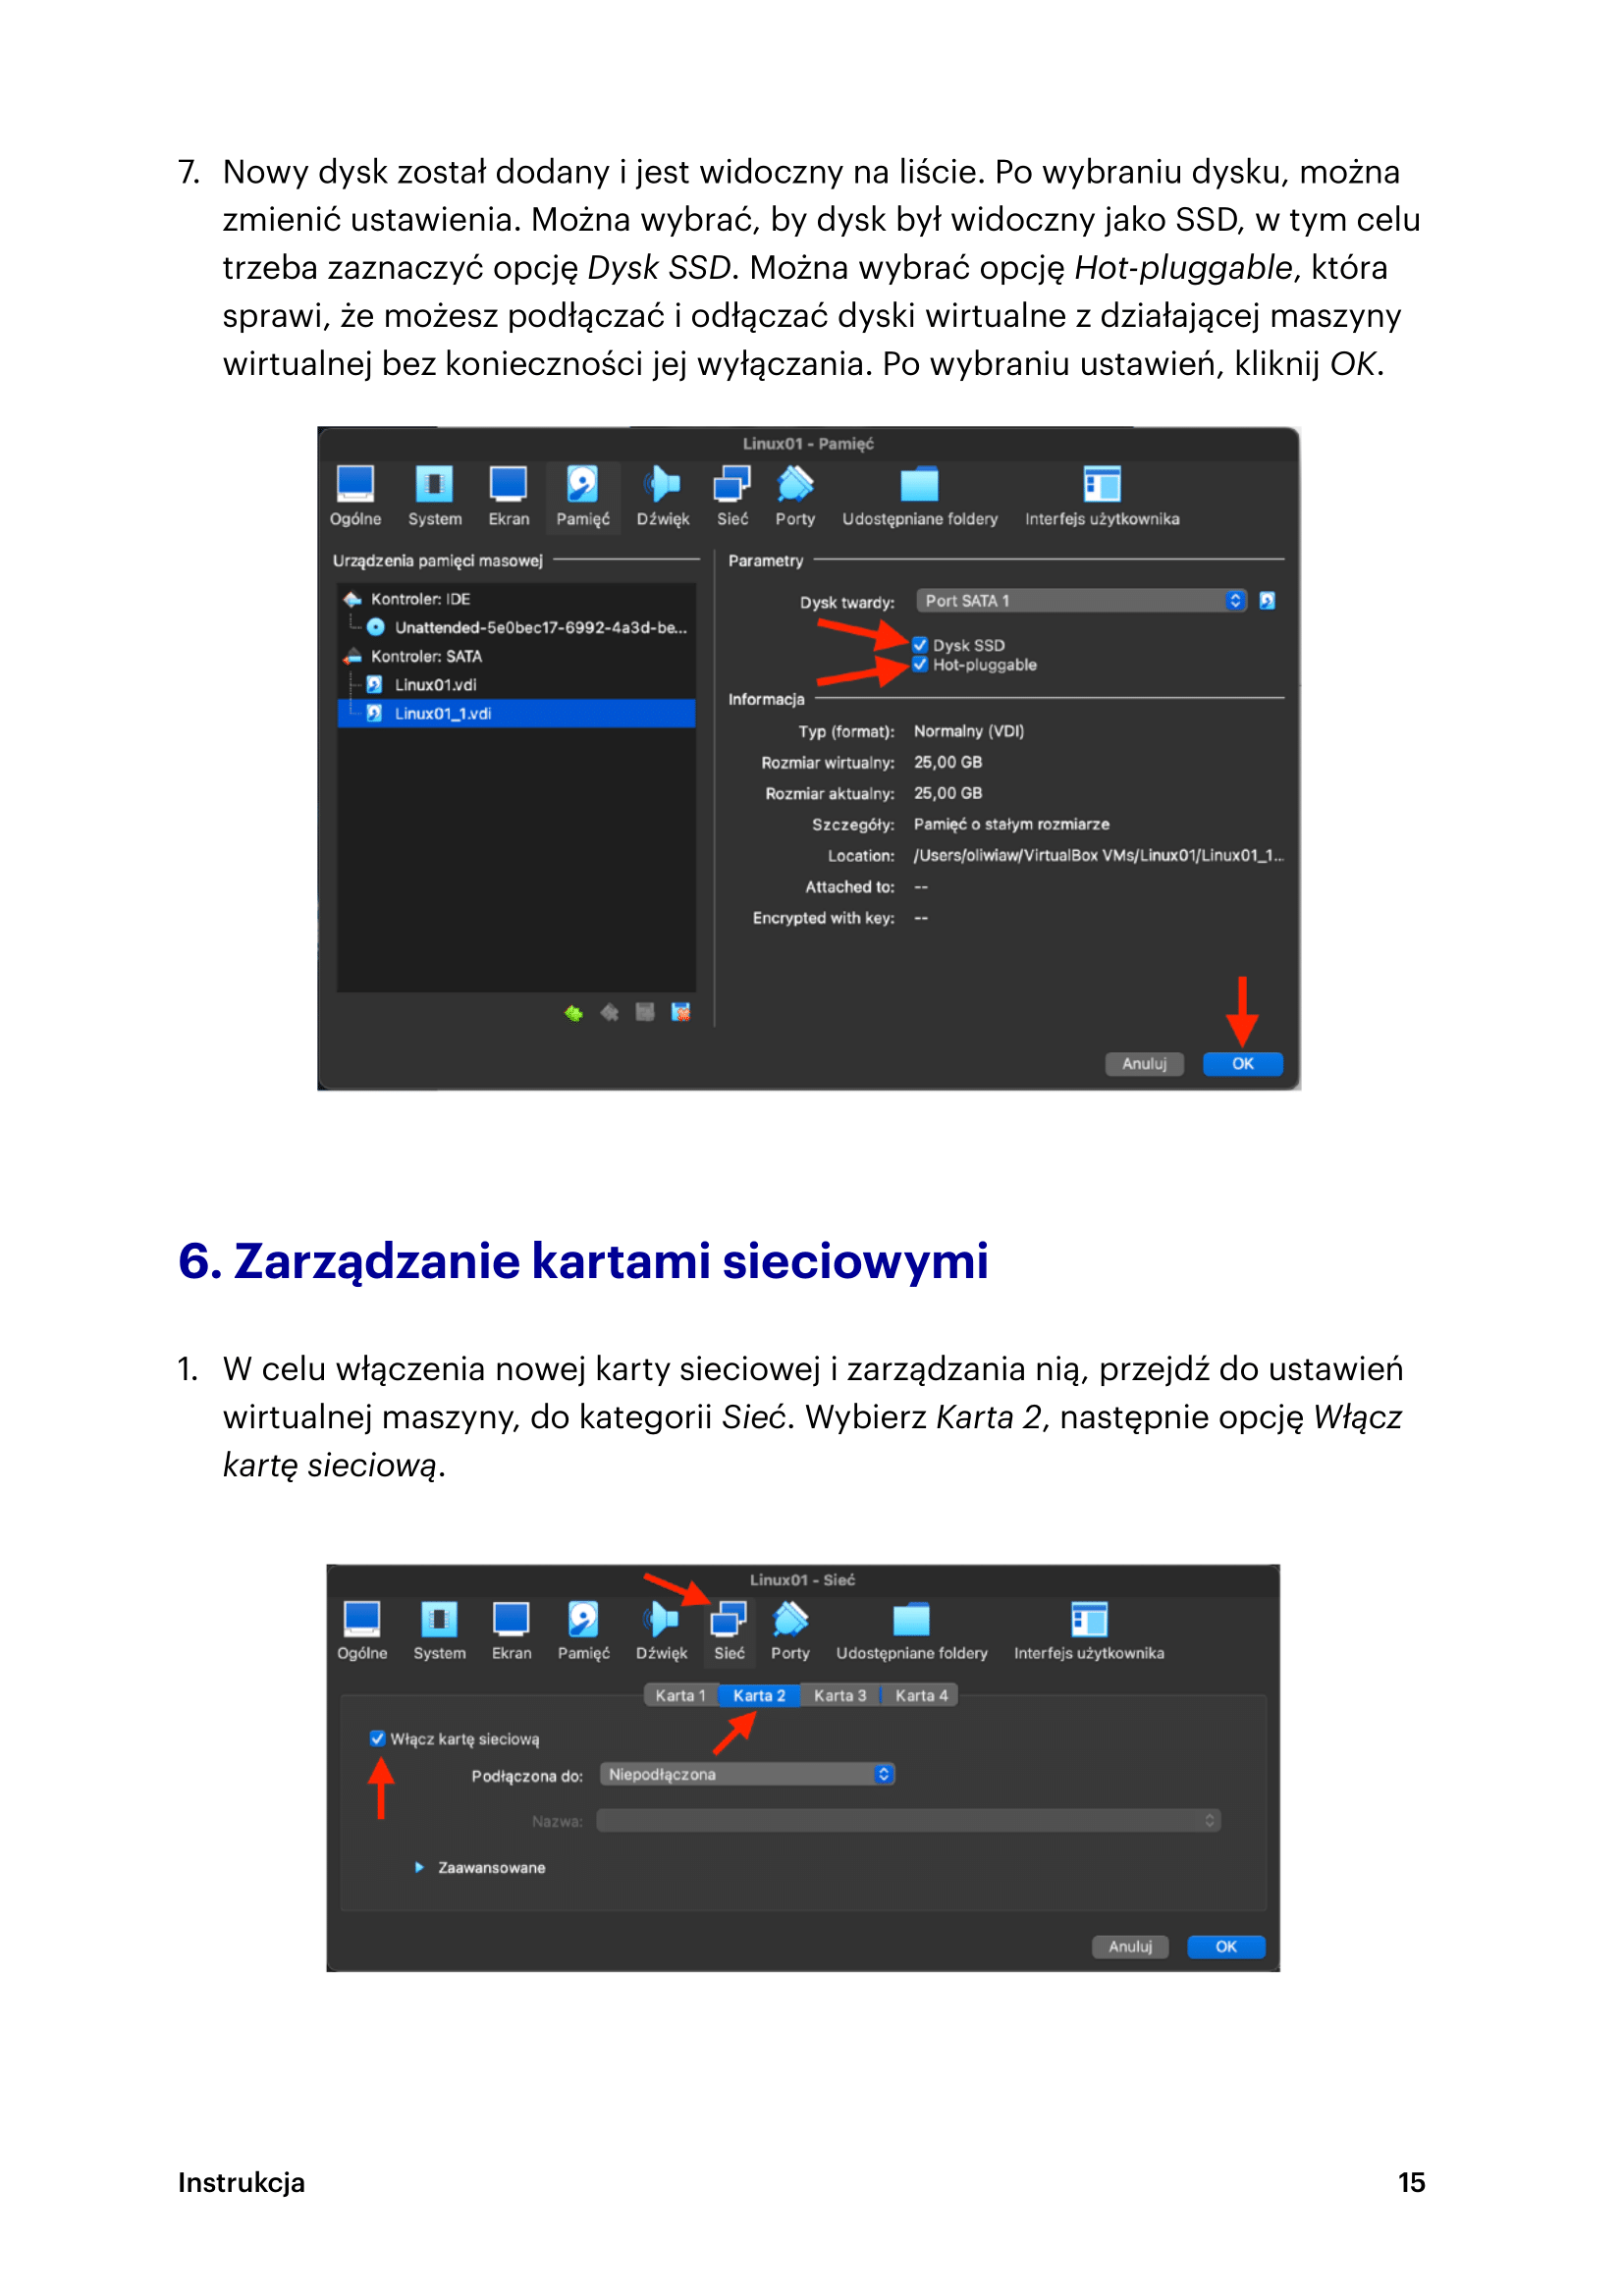 7. Nowy dysk został dodany i jest widoczny na liście. Po wybraniu dysku, można
zmienić ustawienia. Można wybrać, by dysk był widoczny jako SSD, w tym celu
trzeba zaznaczyć opcję Dysk SSD. Można wybrać opcję Hot-pluggable, która
sprawi, że możesz podłączać i odłączać dyski wirtualne z działającej maszyny
wirtualnej bez konieczności jej wyłączania. Po wybraniu ustawień, kliknij OK.
Linux01 - Pamięć
Ogólne System Ekran Pamięć Dźwięk Sieć Porty Udostępniane foldery Interfejs użytkownika
Urządzenia pamięci masowej
Kontroler: IDE
Unattended-5e0bec17-6992-4a3d-be...
Kontroler: SATA
Linux01.vdi
Linux01_1.vdi
Parametry
Dysk twardy: Port SATA 1
Dysk SSD
Hot-pluggable
Informacja
Typ (format): Normalny (VDI)
Rozmiar wirtualny: 25,00 GB
Rozmiar aktualny: 25,00 GB
Szczegóły: Pamięć o stałym rozmiarze
Location: /Users/oliwiaw/VirtualBox VMs/Linux01/Linux01_1...
Attached to: --
Encrypted with key: --
Anuluj OK
6. Zarządzanie kartami sieciowymi
1. W celu włączenia nowej karty sieciowej i zarządzania nią, przejdź do ustawień
wirtualnej maszyny, do kategorii Sieć. Wybierz Karta 2, następnie opcję Włącz
kartę sieciową.
Linux01 - Sieć
Ogólne System Ekran Pamięć Dźwięk Sieć Porty Udostępniane foldery Interfejs użytkownika
Karta 1 Karta 2 Karta 3 Karta 4
Włącz kartę sieciową
Podłączona do: Niepodłączona
Nazwa:
Zaawansowane
Anuluj OK
Instrukcja 15